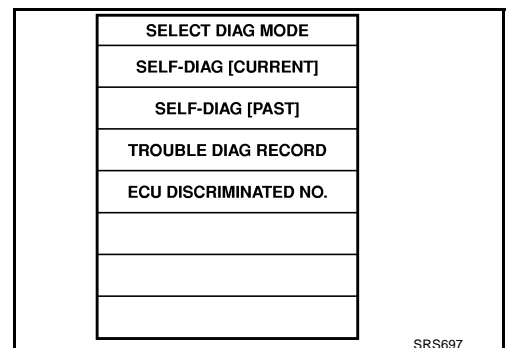 SELECT DIAG MODE
SELF-DIAG [CURRENT]
SELF-DIAG [PAST]
TROUBLE DIAG RECORD
ECU DISCRIMINATED NO.
SRS697